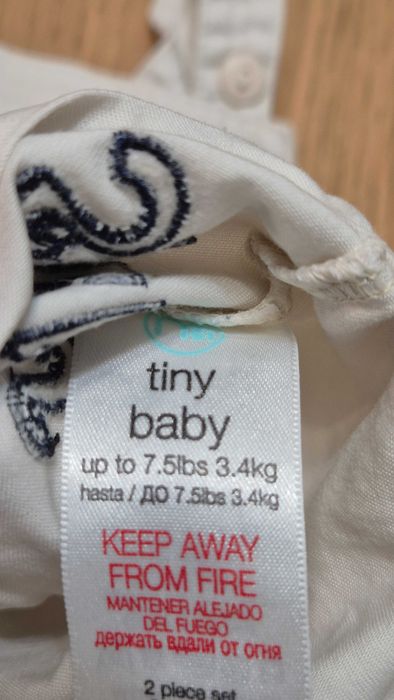 tiny
baby
up to 7.5lbs 3.4kg
hasta / ДО 7.5lbs 3.4kg
KEEP AWAY
FROM FIRE
MANTENER ALEJADO
DEL FUEGO
держать вдали от огня
2 piece set